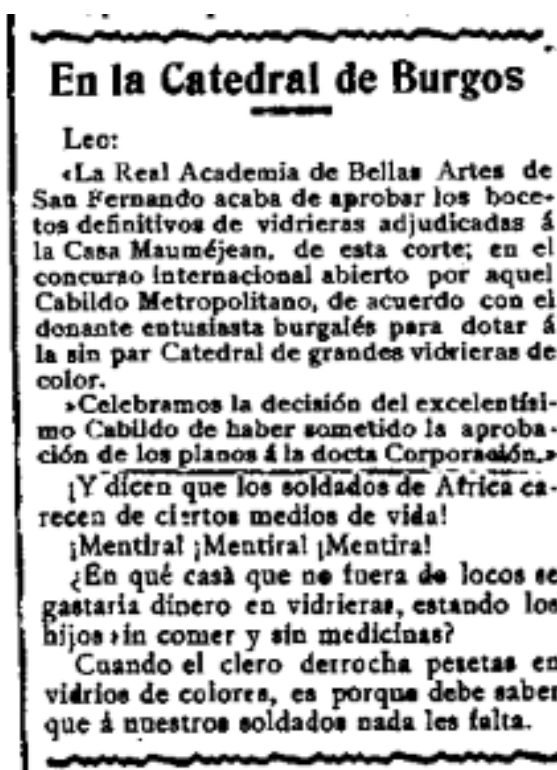 En la Catedral de Burgos
Leo:
«La Real Academia de Bellas Artes de
San Fernando acaba de aprobar los boce-
tos definitivos de vidrieras adjudicadas á
la Casa Mauméjean, de esta corte; en el
concurso internacional abierto por aquel
Cabildo Metropolitano, de acuerdo con el
donante entusiasta burgalés para dotar á
la sin par Catedral de grandes vidrieras de
color.
»Celebramos la decisión del excelentísi-
mo Cabildo de haber sometido la aproba-
ción de los planos á la docta Corporación.»
¡Y dicen que los soldados de Africa ca-
recen de ciertos medios de vida!
¡Mentira! ¡Mentira! ¡Mentira!
¿En qué casa que no fuera de locos se
gastaria dinero en vidrieras, estando los
hijos sin comer y sin medicinas?
Cuando el clero derrocha pesetas en
vidrios de colores, es porque debe saber
que á nuestros soldados nada les falta.